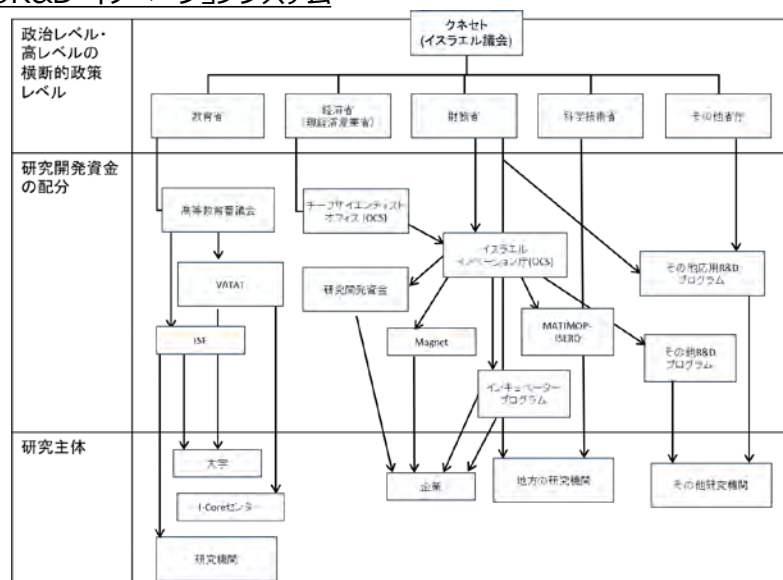 R&D・イノベーションシステム
政治レベル・
高レベルの
横断的政策
レベル
クネセト
(イスラエル議会)
教育省
経済省
(現経済産業省)
財務省
科学技術省
その他省庁
研究開発資金
の配分
高等教育審議会
チーフサイエンティスト
オフィス (OCS)
イスラエル
イノベーション庁(OCS)
その他応用R&D
プログラム
VATAT
研究開発資金
ISF
Magnet
MATIMOP-
ISERD
その他R&D
プログラム
インキュベーター
プログラム
研究主体
大学
企業
地方の研究機関
その他研究機関
I-Coreセンター
研究機関